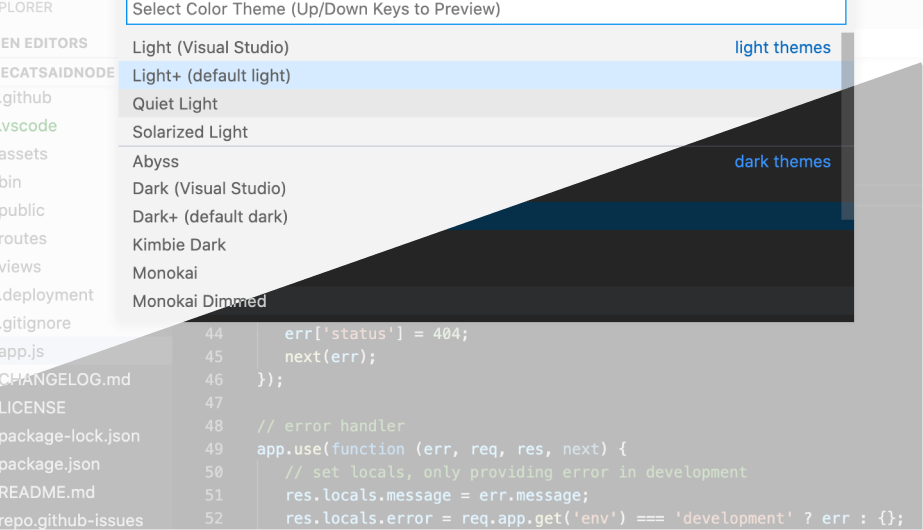 PLORER
Select Color Theme (Up/Down Keys to Preview)
EN EDITORS
Light (Visual Studio) light themes
ECATSAIDNODE
Light+ (default light)
.github
Quiet Light
.vscode
Solarized Light
assets
Abyss dark themes
bin
Dark (Visual Studio)
public
Dark+ (default dark)
routes
Kimbie Dark
views
Monokai
.deployment
Monokai Dimmed
.gitignore
44 err['status'] = 404;
app.js
45 next(err);
CHANGELOG.md
46 });
LICENSE
47
48 // error handler
package-lock.json
49 app.use(function (err, req, res, next) {
package.json
50 // set locals, only providing error in development
README.md
51 res.locals.message = err.message;
repo.github-issues
52 res.locals.error = req.app.get('env') === 'development' ? err : {};